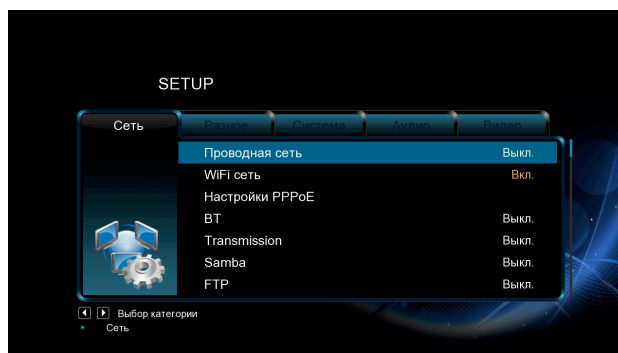 SETUP
Сеть Разное Система Аудио Видео
Проводная сеть Выкл.
WiFi сеть Вкл.
Настройки PPPoE
BT Выкл.
Transmission Выкл.
Samba Выкл.
FTP Выкл.
Выбор категории
Сеть